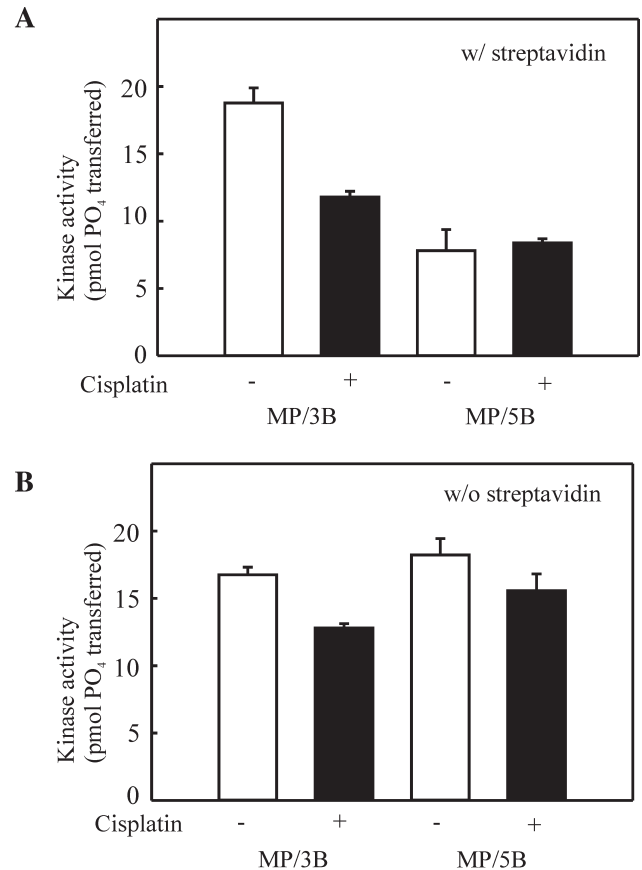 A
w/ streptavidin
Kinase activity
(pmol PO4 transferred)
20
15
10
5
0
Cisplatin - + - +
MP/3B MP/5B
B
w/o streptavidin
Kinase activity
(pmol PO4 transferred)
20
15
10
5
0
Cisplatin - + - +
MP/3B MP/5B